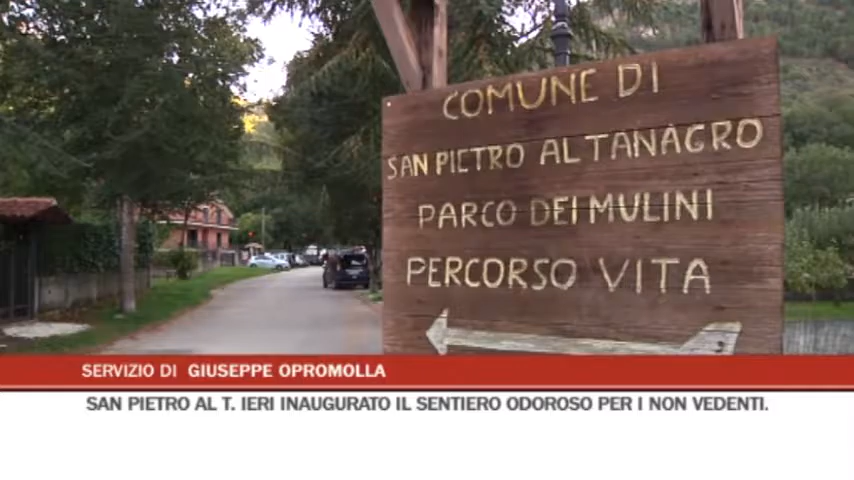 COMUNE DI
SAN PIETRO AL TANAGRO
PARCO DEI MULINI
PERCORSO VITA
SERVIZIO DI GIUSEPPE OPROMOLLA
SAN PIETRO AL T. IERI INAUGURATO IL SENTIERO ODOROSO PER I NON VEDENTI.